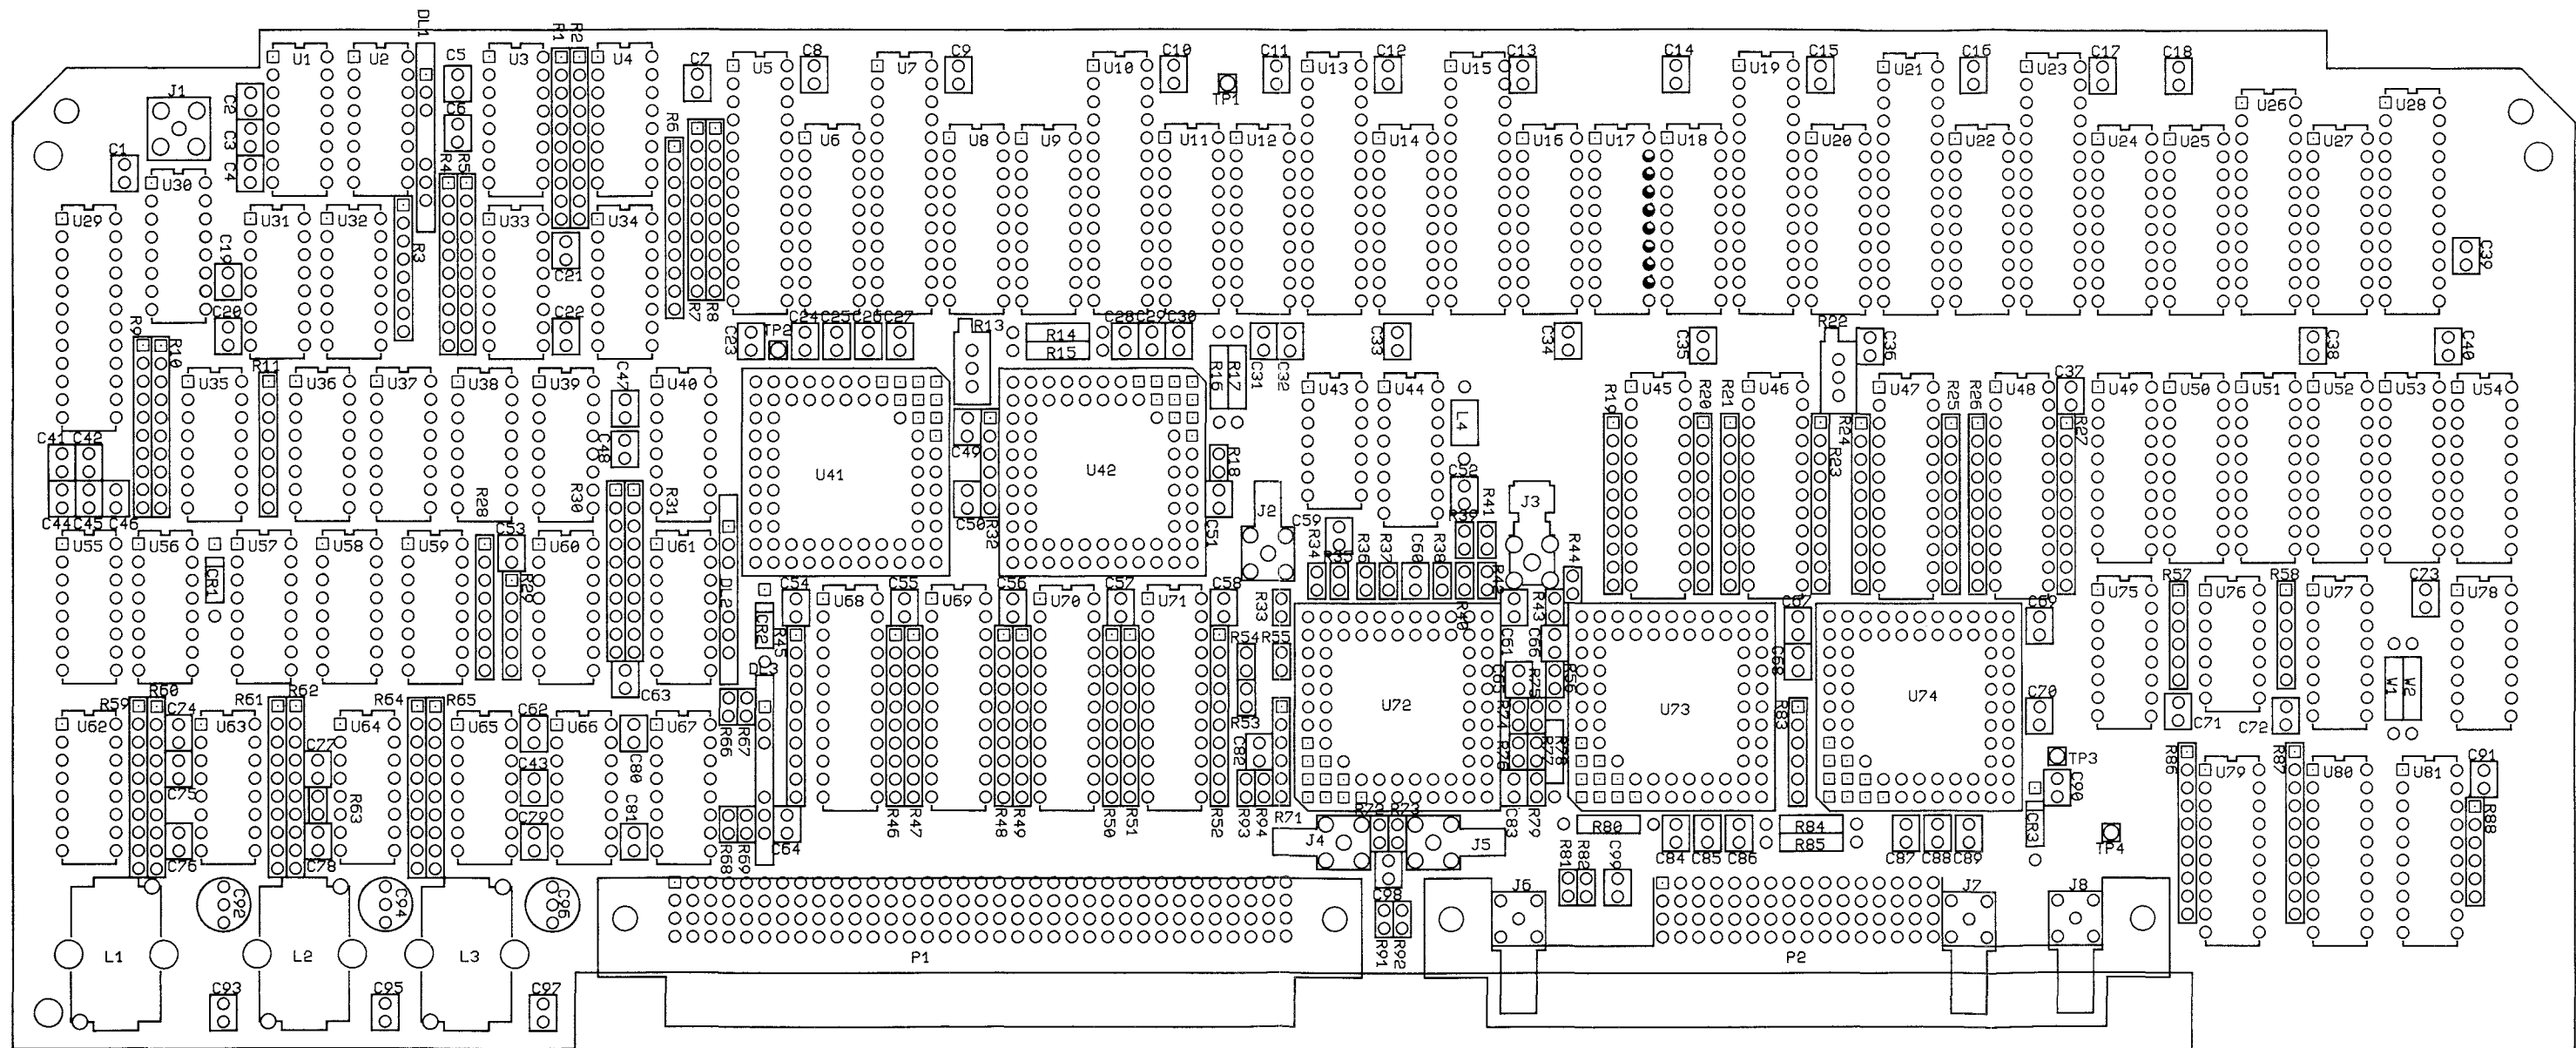 DL1
R1 R2
U1 U2 C5 U3 U4 C7 U5 C8 U7 C9 U10 C10 C11 U13 C12 U15 C13 C14 U19 C15 U21 C16 U23 C17 C18
J1 C2 C6 TP1 U26 U28
C1 C3 R6 U6 U8 U9 U11 U12 U14 U16 U17 U18 U20 U22 U24 U25 U27
C4 R4 R5
U30
U29 U31 U32 R3 U33 U34
C19 C21 C39
C20 C22 R7 R8
R9 R10 C23 TP2 C24 C25 C26 C27 R13 R14 C28 C29 C30 C33 C34 C35 R22 C36 C38 C40
R15
R11 R16 R17 C31 C32
U35 U36 U37 U38 U39 C47 U40 U43 U44 U45 U46 U47 U48 C37 U49 U50 U51 U52 U53 U54
R19 R20 R21 R24 R23 R25 R26 R27
C41 C42 C48 C49 L4
U41 U42 R18 C52
R28 R30 R31 R41 J3
C44 C45 C46 C50 R32 C51 J2 C59 R39
U55 U56 U57 U58 U59 C53 U60 U61 R34 R36 R37 C60 R38 R44
CR1 R29 DL2 C54 C55 C56 C57 C58 R57 R58 C73
U68 U69 U70 U71 R33 R40 R43 U75 U76 U77 U78
CR2 R45 R54 R55 C61 C66 C67 C69
DL3 C68
C63 C65 R75 R56 W1 W2
R59 R60 R61 R62 R64 R65 U72 U73 U74 C70
U62 C74 U63 U64 U65 C62 U66 U67 R66 R67 R53 R74 R83 C71 C72
C77 C43 C80 C82 R76 R77 R78 TP3 R86 R87
C75 R63 C90 U79 U80 U81 C91
C79 C81 R46 R47 R48 R49 R50 R51 R52 R93 R94 R71 R72 R73 C83 R79 R80 R84 CR3 R88
C76 C78 R68 R69 C64 J4 J5 R85 TP4
R81 R82 C99 C84 C85 C86 C87 C88 C89
C92 C94 C95 C98 J6 J7 J8
L1 L2 L3 P1 R91 R92 P2
C93 C95 C97